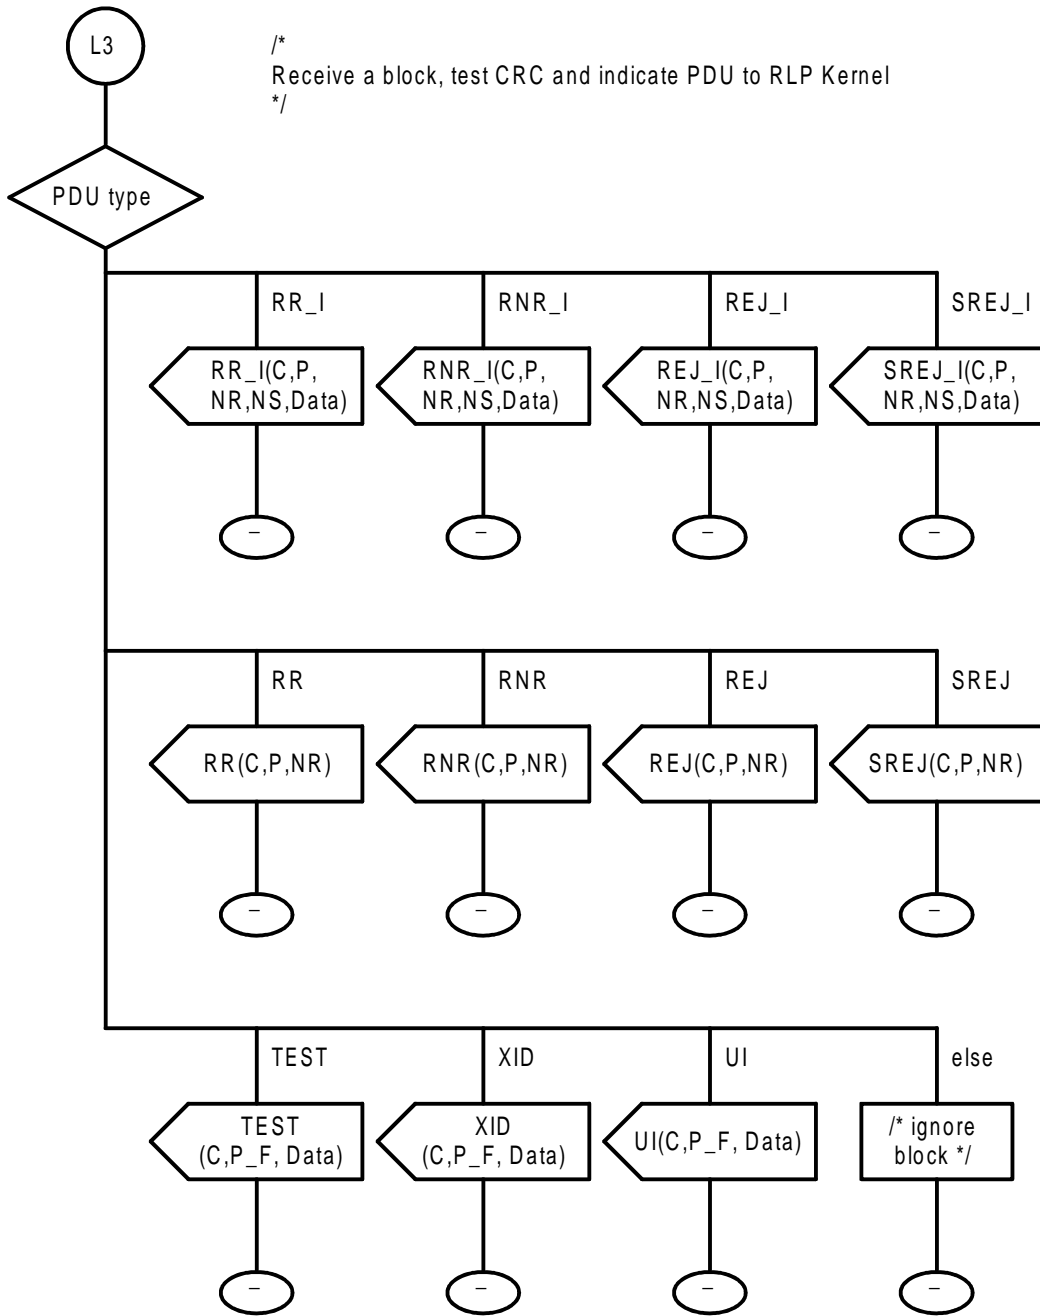 L3
/*
Receive a block, test CRC and indicate PDU to RLP Kernel
*/
PDU type
RR_I
RNR_I
REJ_I
SREJ_I
RR_I(C,P,
NR,NS,Data)
RNR_I(C,P,
NR,NS,Data)
REJ_I(C,P,
NR,NS,Data)
SREJ_I(C,P,
NR,NS,Data)
–
–
–
–
RR
RNR
REJ
SREJ
RR(C,P,NR)
RNR(C,P,NR)
REJ(C,P,NR)
SREJ(C,P,NR)
–
–
–
–
TEST
XID
UI
else
TEST
(C,P_F, Data)
XID
(C,P_F, Data)
UI(C,P_F, Data)
/* ignore
block */
–
–
–
–